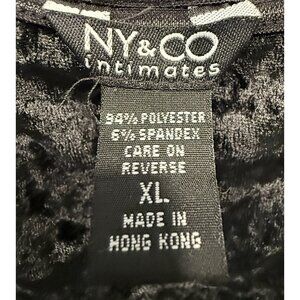 NY&CO
intimates
94% POLYESTER
6% SPANDEX
CARE ON
REVERSE
XL
MADE IN
HONG KONG